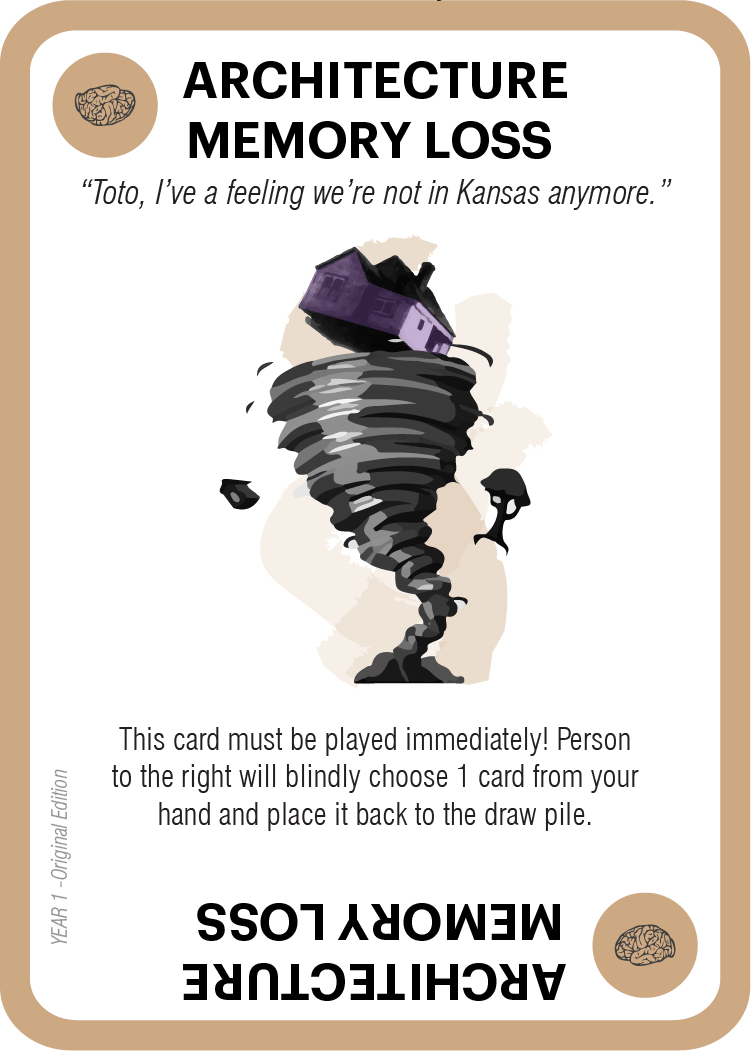 ARCHITECTURE
MEMORY LOSS
“Toto, I’ve a feeling we’re not in Kansas anymore.”
This card must be played immediately! Person
to the right will blindly choose 1 card from your
hand and place it back to the draw pile.
YEAR 1 -Original Edition
ARCHITECTURE
MEMORY LOSS